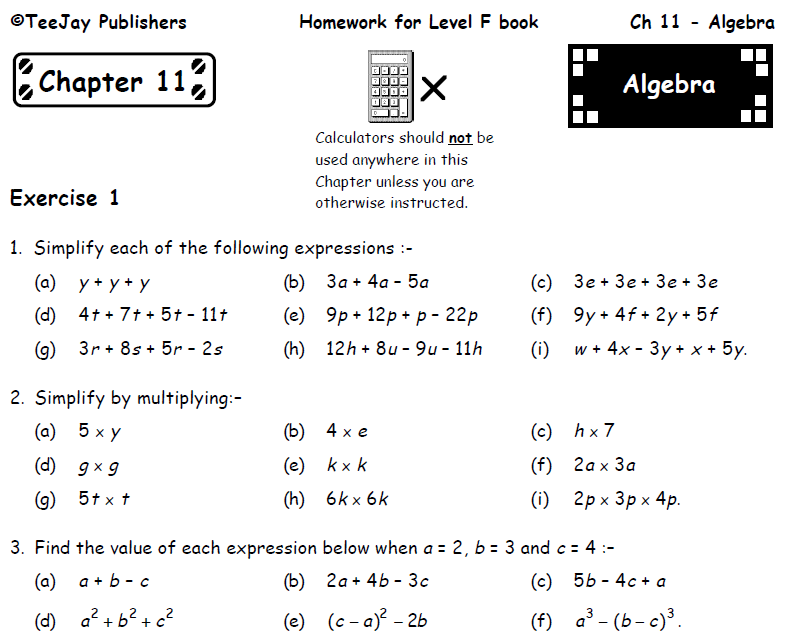 ©TeeJay Publishers Homework for Level F book Ch 11 - Algebra
Chapter 11
Algebra
Calculators should not be
used anywhere in this
Chapter unless you are
otherwise instructed.
Exercise 1
1. Simplify each of the following expressions :-
(a) y + y + y (b) 3a + 4a – 5a (c) 3e + 3e + 3e + 3e
(d) 4t + 7t + 5t – 11t (e) 9p + 12p + p – 22p (f) 9y + 4f + 2y + 5f
(g) 3r + 8s + 5r – 2s (h) 12h + 8u – 9u – 11h (i) w + 4x – 3y + x + 5y.
2. Simplify by multiplying:-
(a) 5 × y (b) 4 × e (c) h × 7
(d) g × g (e) k × k (f) 2a × 3a
(g) 5t × t (h) 6k × 6k (i) 2p × 3p × 4p.
3. Find the value of each expression below when a = 2, b = 3 and c = 4 :-
(a) a + b – c (b) 2a + 4b – 3c (c) 5b – 4c + a
(d) a² + b² + c² (e) (c – a)² – 2b (f) a³ – (b – c)³.